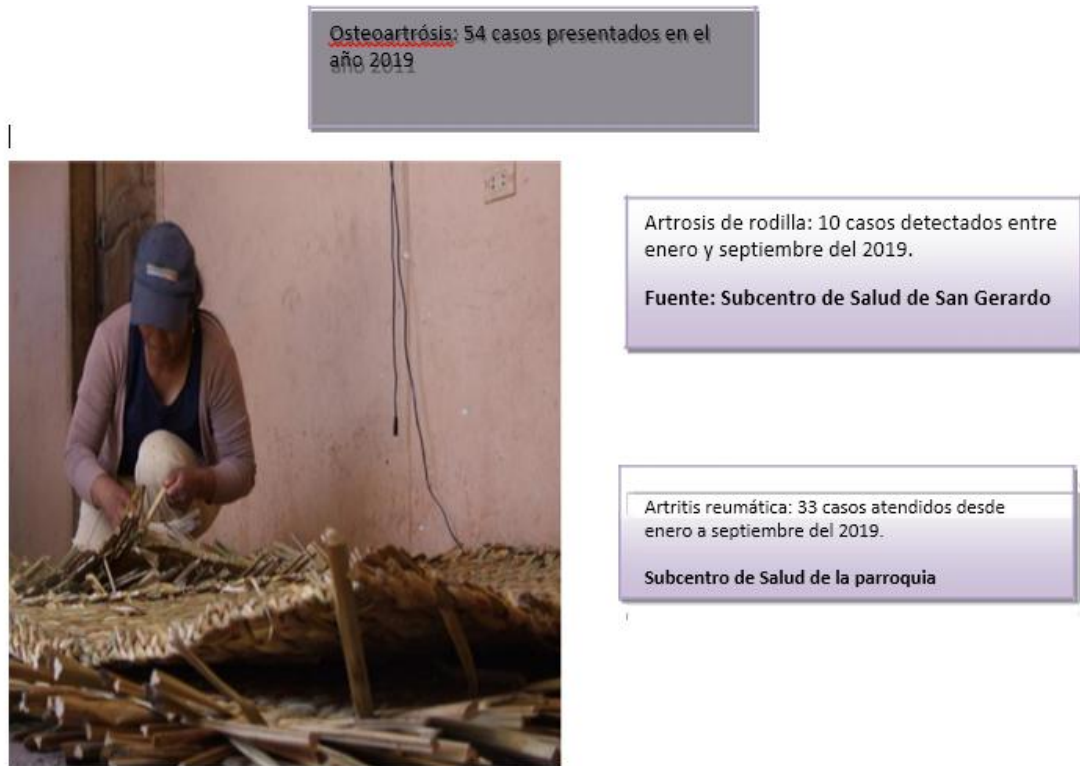 Osteoartrósis: 54 casos presentados en el
año 2019
Artrosis de rodilla: 10 casos detectados entre
enero y septiembre del 2019.
Fuente: Subcentro de Salud de San Gerardo
Artritis reumática: 33 casos atendidos desde
enero a septiembre del 2019.
Subcentro de Salud de la parroquia